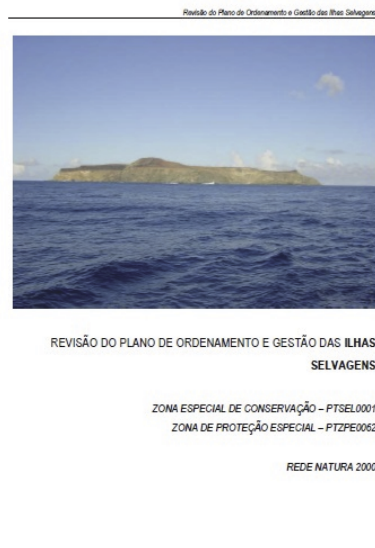 Revisão do Plano de Ordenamento e Gestão das Ilhas Selvagens
REVISÃO DO PLANO DE ORDENAMENTO E GESTÃO DAS ILHAS
SELVAGENS
ZONA ESPECIAL DE CONSERVAÇÃO – PTSEL0001
ZONA DE PROTEÇÃO ESPECIAL – PTZPE0062
REDE NATURA 2000